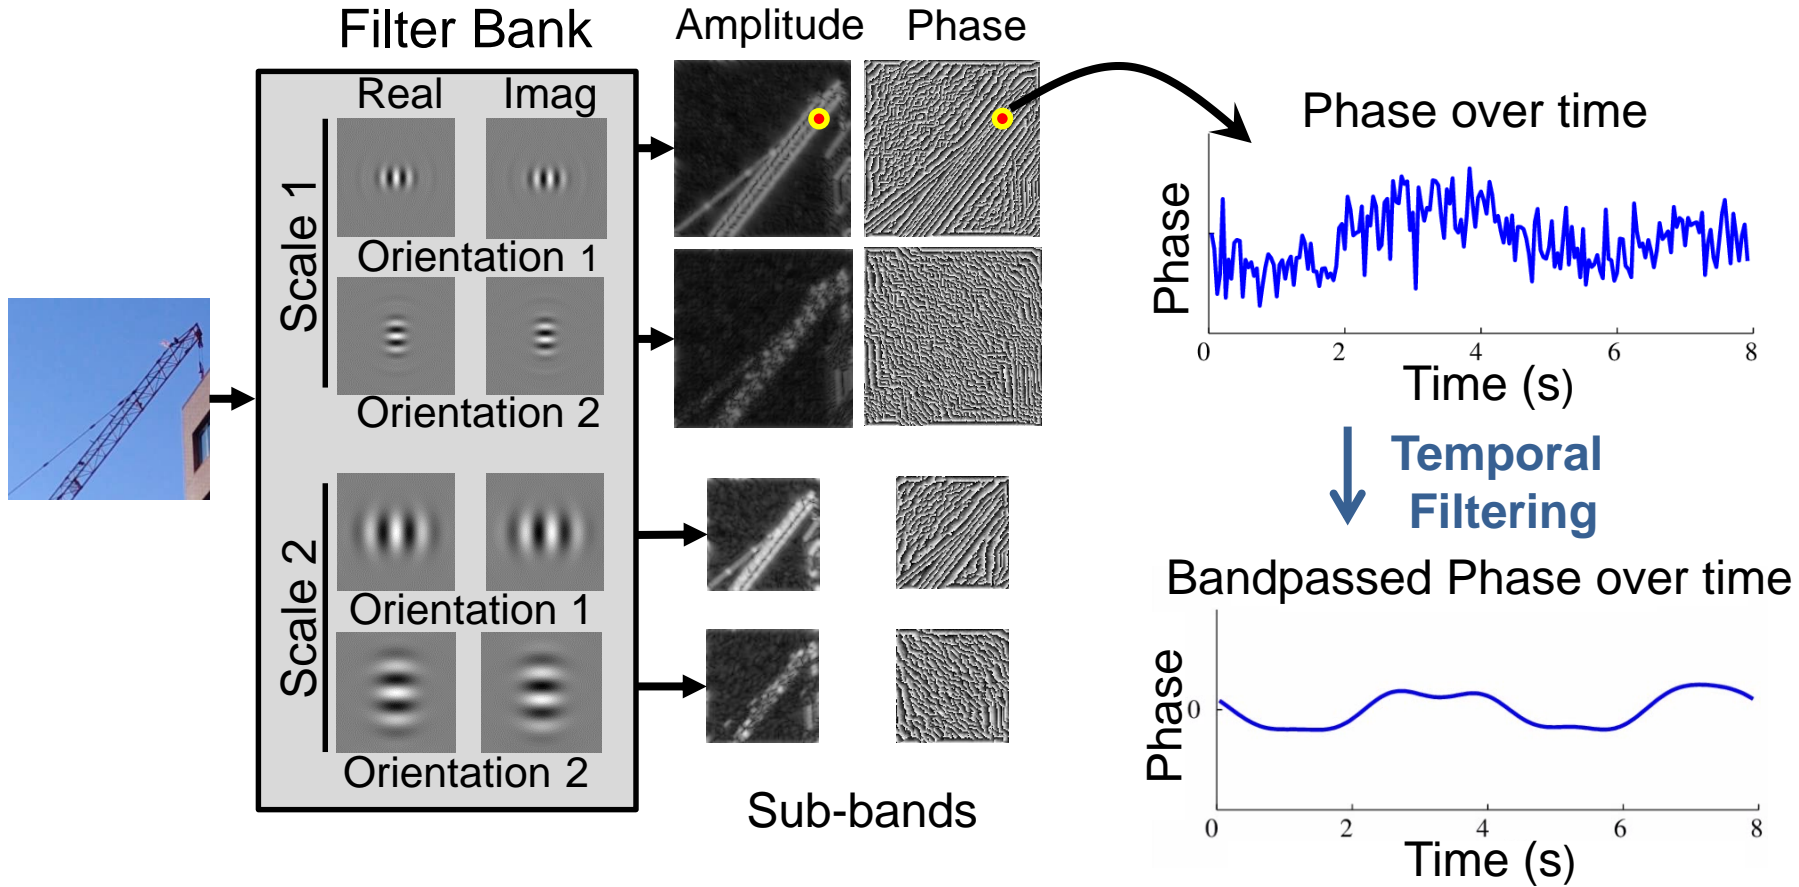 Filter Bank
Amplitude
Phase
Real
Imag
Scale 1
Orientation 1
Orientation 2
Scale 2
Orientation 1
Orientation 2
Sub-bands
Phase over time
Phase
0 2 4 6 8
Time (s)
Temporal
Filtering
Bandpassed Phase over time
Phase
0
0 2 4 6 8
Time (s)